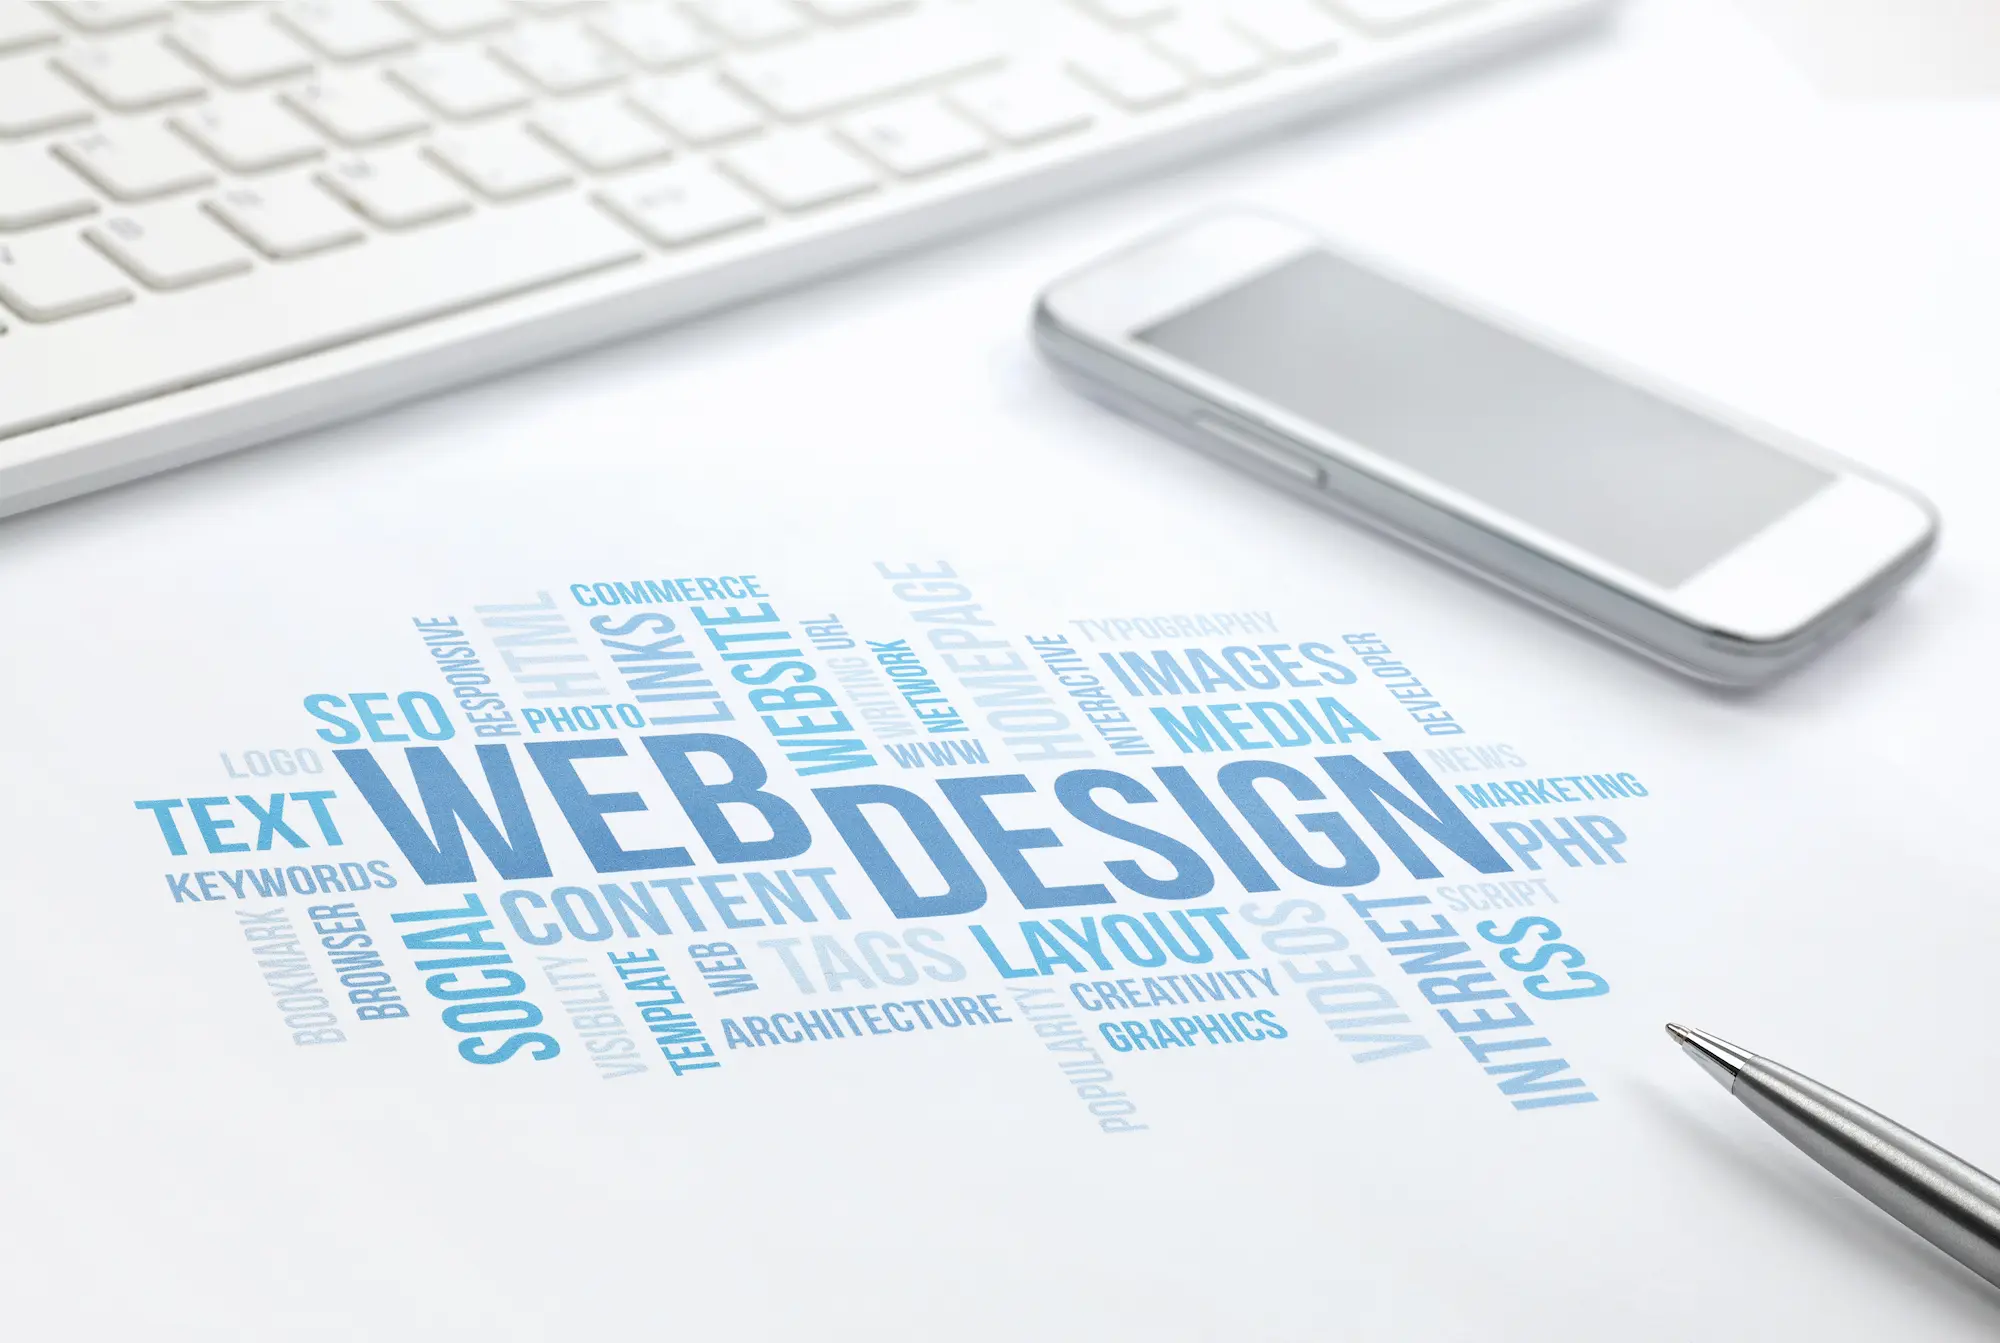 COMMERCE
RESPONSIVE
HTML
LINKS
WEBSITE
URL
WRITING
NETWORK
HOMEPAGE
INTERACTIVE
TYPOGRAPHY
IMAGES
DEVELOPER
SEO
PHOTO
WWW
MEDIA
LOGO
WEB DESIGN
NEWS
TEXT
MARKETING
KEYWORDS
PHP
CONTENT
SCRIPT
BOOKMARK
BROWSER
SOCIAL
VISIBILITY
TEMPLATE
WEB
TAGS
LAYOUT
VIDEOS
INTERNET
CSS
ARCHITECTURE
POPULARITY
CREATIVITY
GRAPHICS